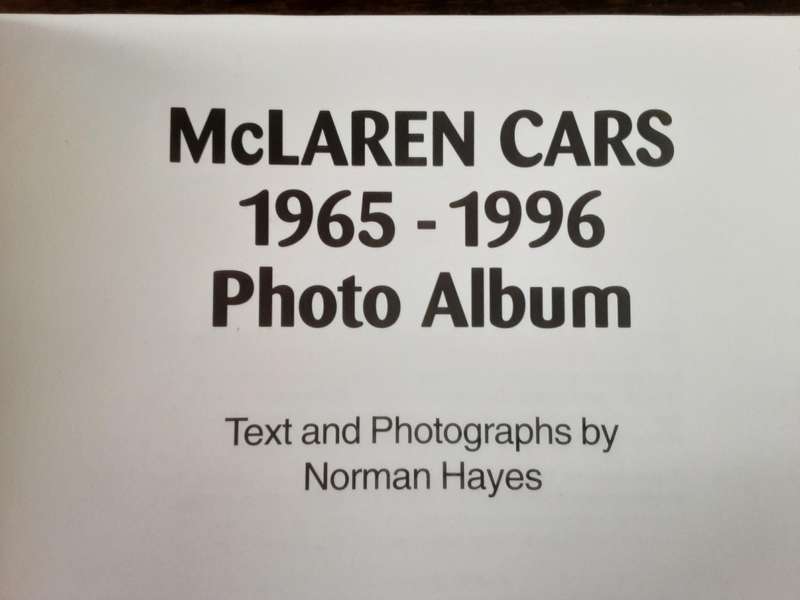 McLAREN CARS
1965 - 1996
Photo Album
Text and Photographs by
Norman Hayes